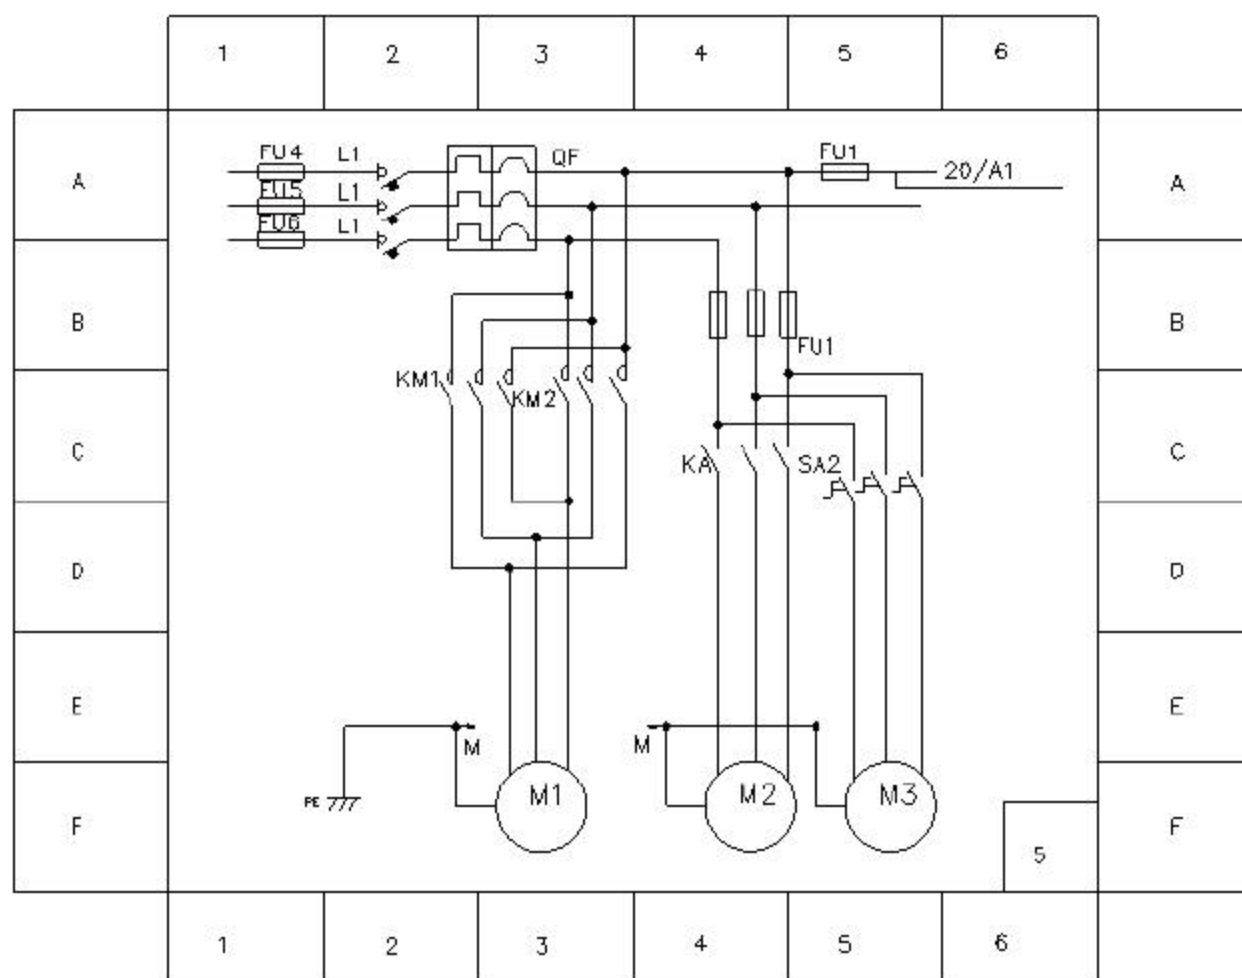 1 2 3 4 5 6
FU4 L1 QF FU1
20/A1
A A
FU5 L1
FU6 L1
B B
FU1
KM1 KM2
C KA SA2 C
D D
E E
M M
PE M1 M2 M3
F F
5
1 2 3 4 5 6